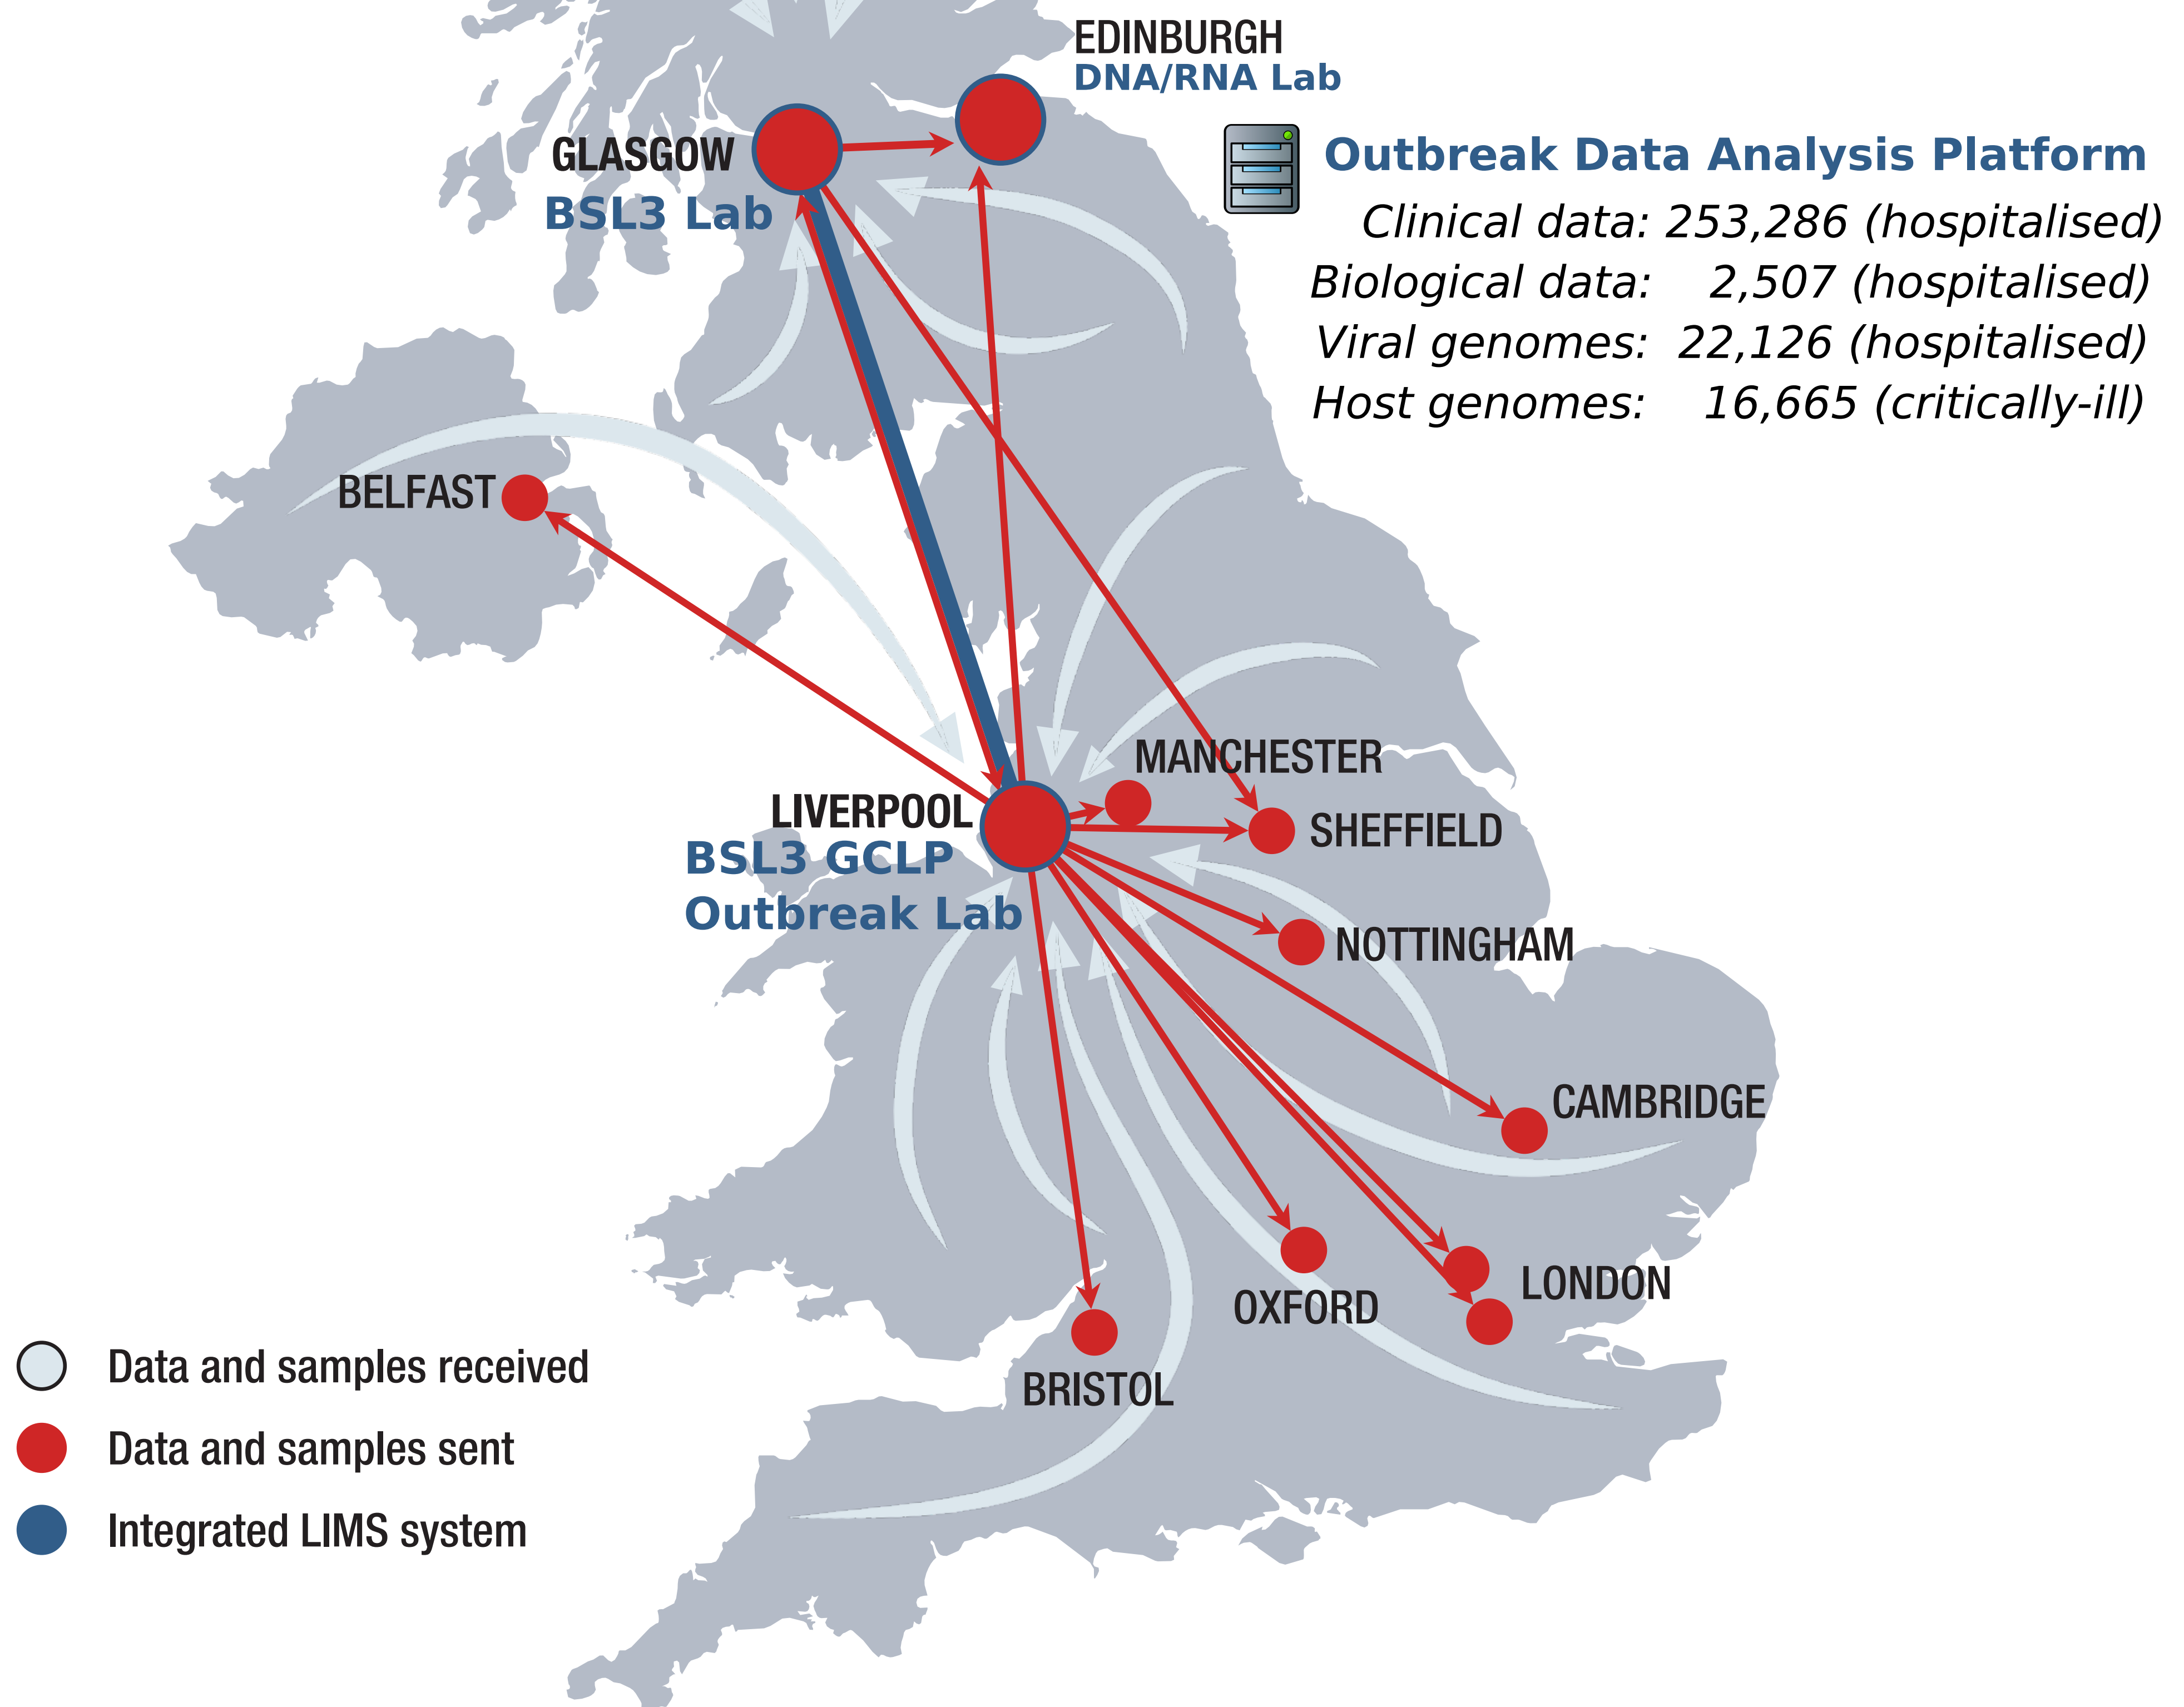 EDINBURGH
DNA/RNA Lab
GLASGOW
BSL3 Lab
Outbreak Data Analysis Platform
Clinical data: 253,286 (hospitalised)
Biological data: 2,507 (hospitalised)
Viral genomes: 22,126 (hospitalised)
Host genomes: 16,665 (critically-ill)
BELFAST
MANCHESTER
LIVERPOOL
BSL3 GCLP
Outbreak Lab
SHEFFIELD
NOTTINGHAM
CAMBRIDGE
LONDON
OXFORD
BRISTOL
Data and samples received
Data and samples sent
Integrated LIMS system